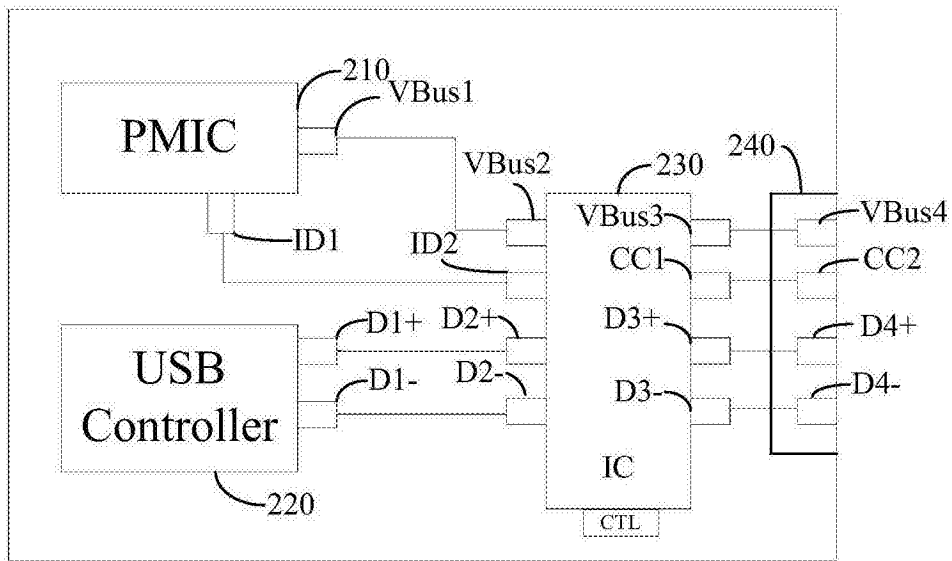 210
VBus1
PMIC
VBus2
230
240
VBus3
VBus4
ID1
ID2
CC1
CC2
D1+
D2+
D3+
D4+
USB
Controller
D1-
D2-
D3-
D4-
IC
220
CTL